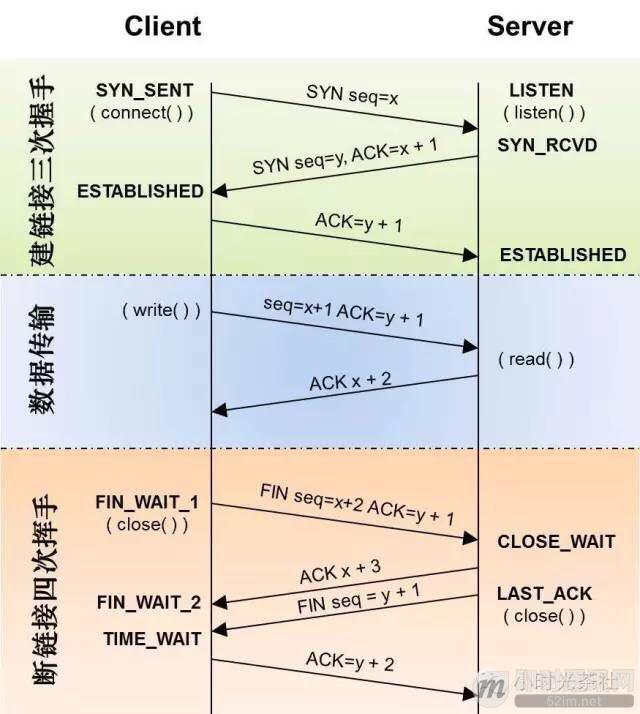 Client
Server
建链接三次握手
SYN_SENT
( connect( ) )
SYN seq=x
LISTEN
( listen( ) )
SYN_RCVD
SYN seq=y, ACK=x + 1
ESTABLISHED
ACK=y + 1
ESTABLISHED
数据传输
( write( ) )
seq=x+1 ACK=y + 1
( read( ) )
ACK x + 2
断链接四次挥手
FIN_WAIT_1
( close( ) )
FIN seq=x+2 ACK=y + 1
CLOSE_WAIT
ACK x + 3
FIN_WAIT_2
FIN seq = y + 1
LAST_ACK
( close( ) )
TIME_WAIT
ACK=y + 2
小时光茶社
52im.net